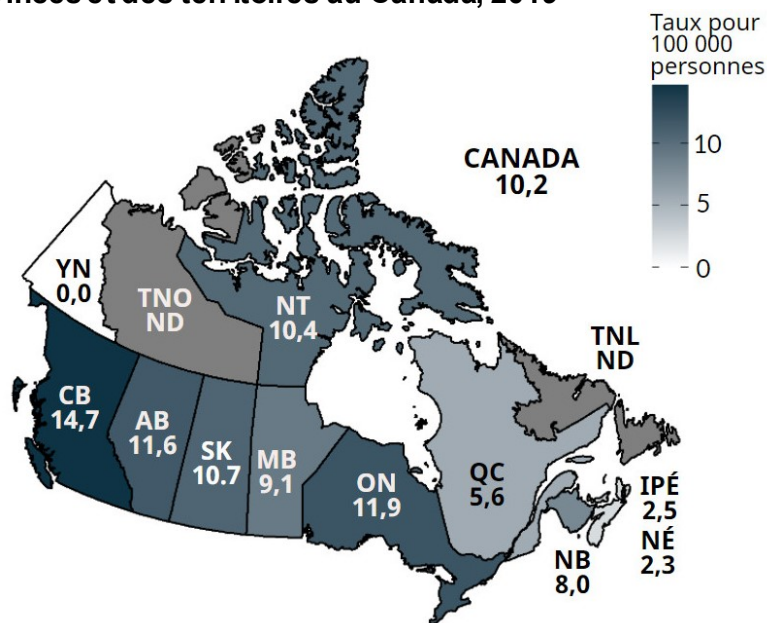 Taux pour
100 000
personnes
10
5
0
CANADA
10,2
YN
0,0
TNO
ND
NT
10,4
TNL
ND
CB
14,7
AB
11,6
SK
10.7
MB
9,1
ON
11,9
QC
5,6
IPÉ
2,5
NÉ
2,3
NB
8,0